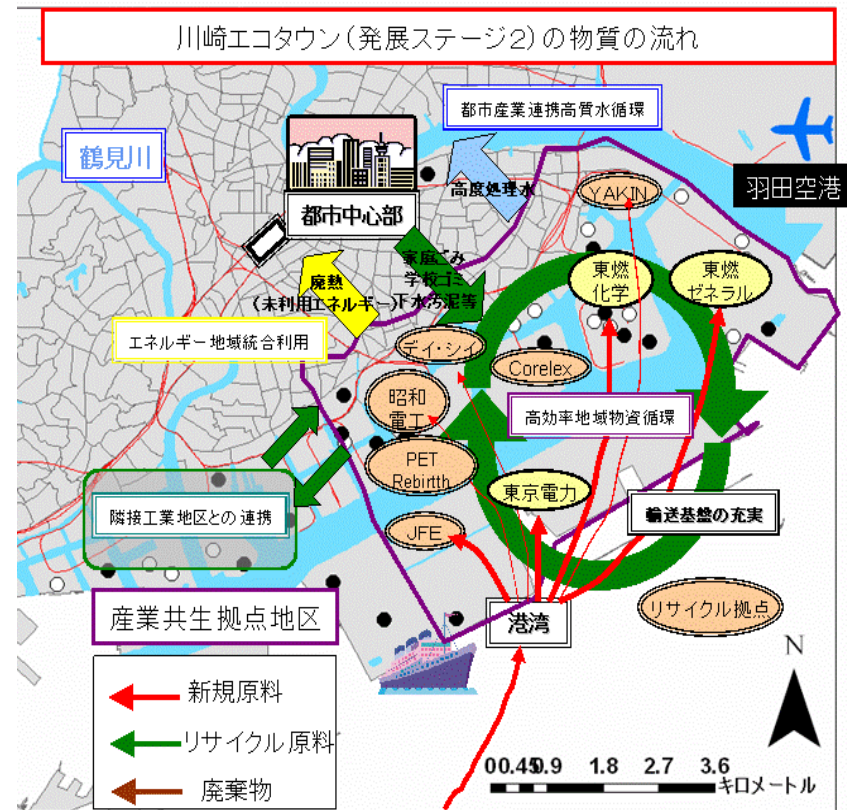 川崎エコタウン(発展ステージ2)の物質の流れ
都市産業連携高質水循環
鶴見川
高度処理水
YAKIN
羽田空港
都市中心部
家庭ごみ
学校ゴミ
下水汚泥等
廃熱
(未利用エネルギー)
東燃
化学
東燃
ゼネラル
エネルギー地域統合利用
デイ・シイ
Corelex
昭和
電工
高効率地域物資循環
PET
Rebirtth
東京電力
隣接工業地区との連携
輸送基盤の充実
JFE
産業共生拠点地区
港湾
リサイクル拠点
N
新規原料
リサイクル原料
廃棄物
00.450.9 1.8 2.7 3.6
キロメートル